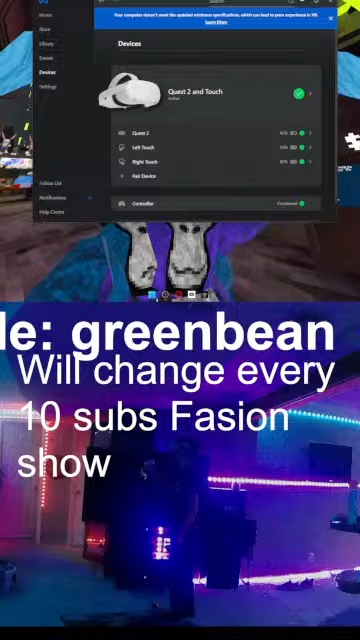 Search
Home
Store
Library
Events
Devices
Settings
Follow List
Notifications
Help Center
Your computer doesn't meet the updated minimum specifications, which can lead to poor experience in VR.
Learn More
Devices
Quest 2 and Touch
Active
Quest 2
Left Touch
Right Touch
Pair Device
Controller
Connected
le: greenbean
Will change every
10 subs Fasion
show